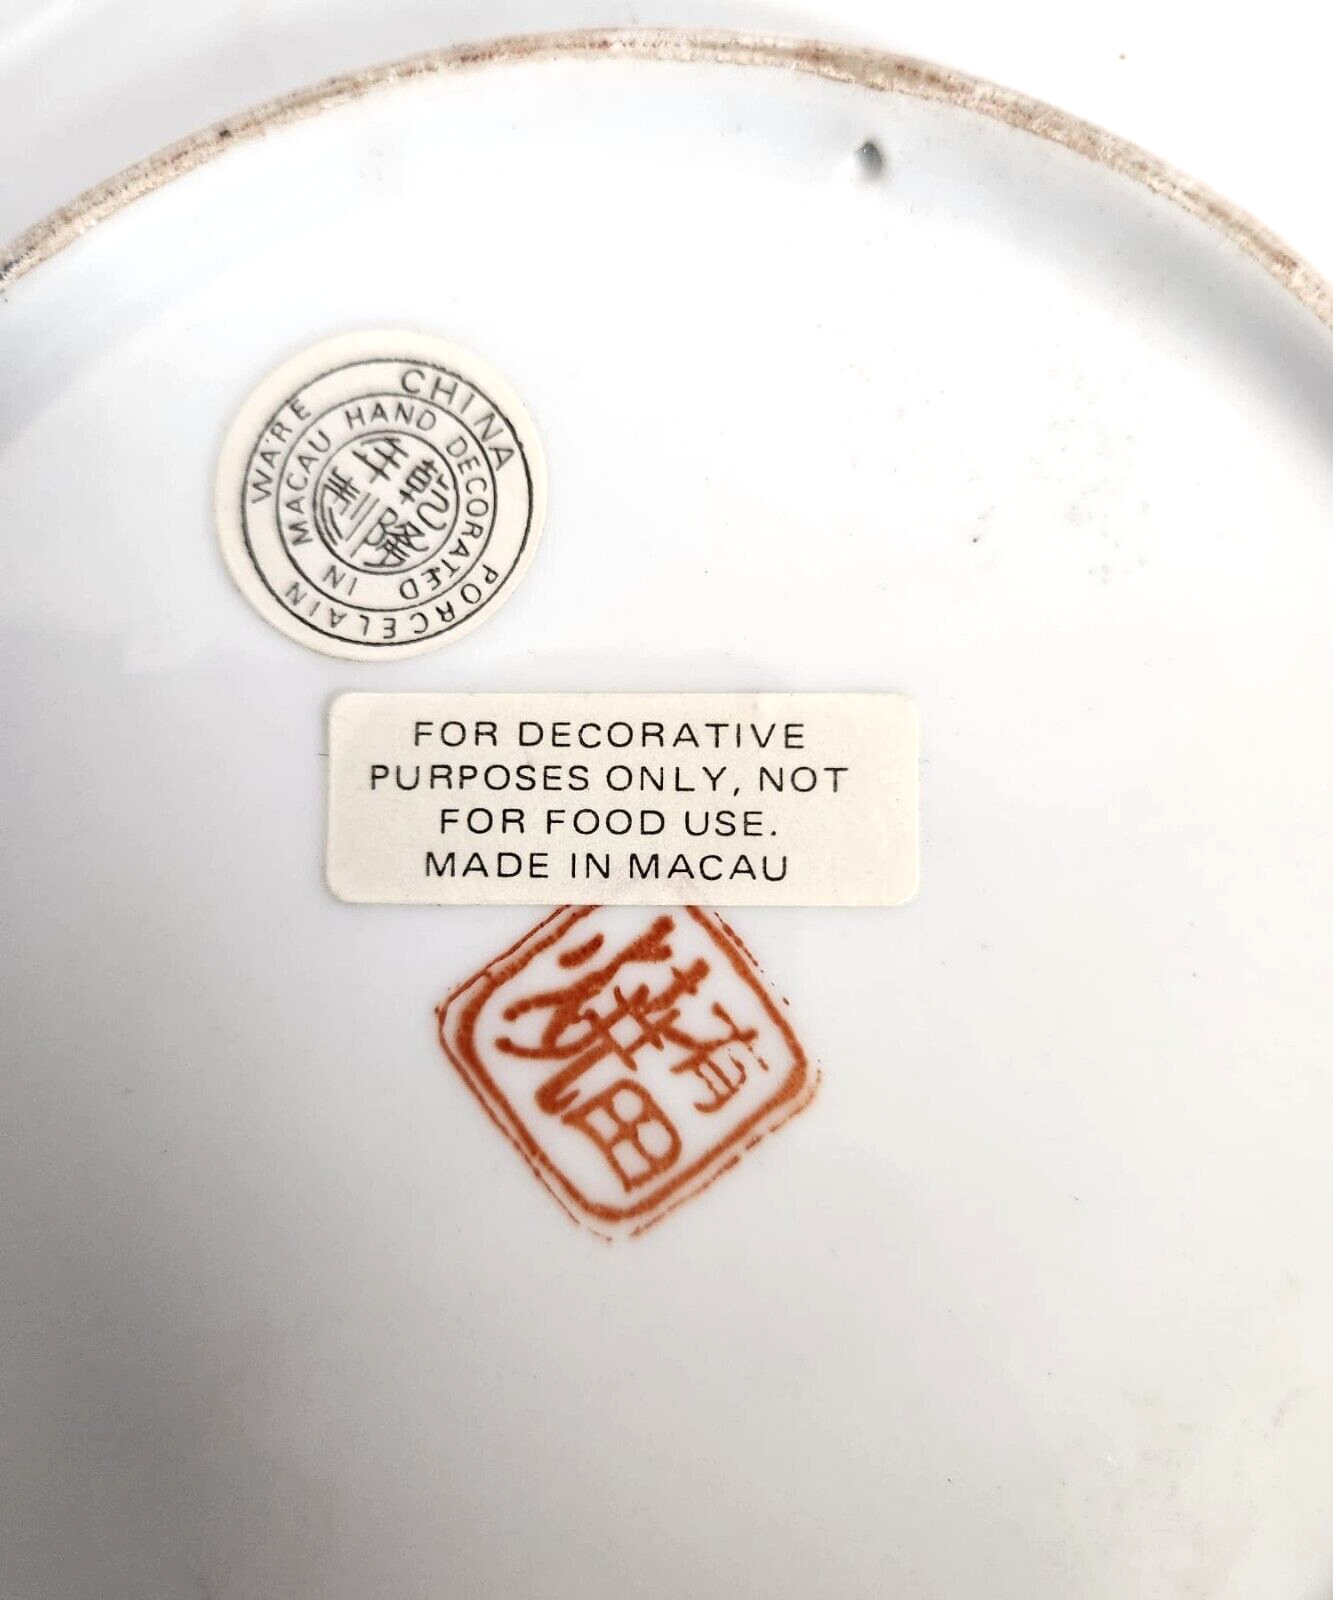 CHINA PORCELAIN WARE
HAND DECORATED IN MACAU
乾隆
年製
FOR DECORATIVE
PURPOSES ONLY, NOT
FOR FOOD USE.
MADE IN MACAU